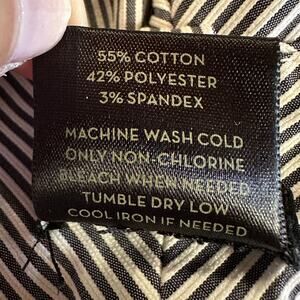 55% COTTON
42% POLYESTER
3% SPANDEX
MACHINE WASH COLD
ONLY NON-CHLORINE
BLEACH WHEN NEEDED
TUMBLE DRY LOW
COOL IRON IF NEEDED